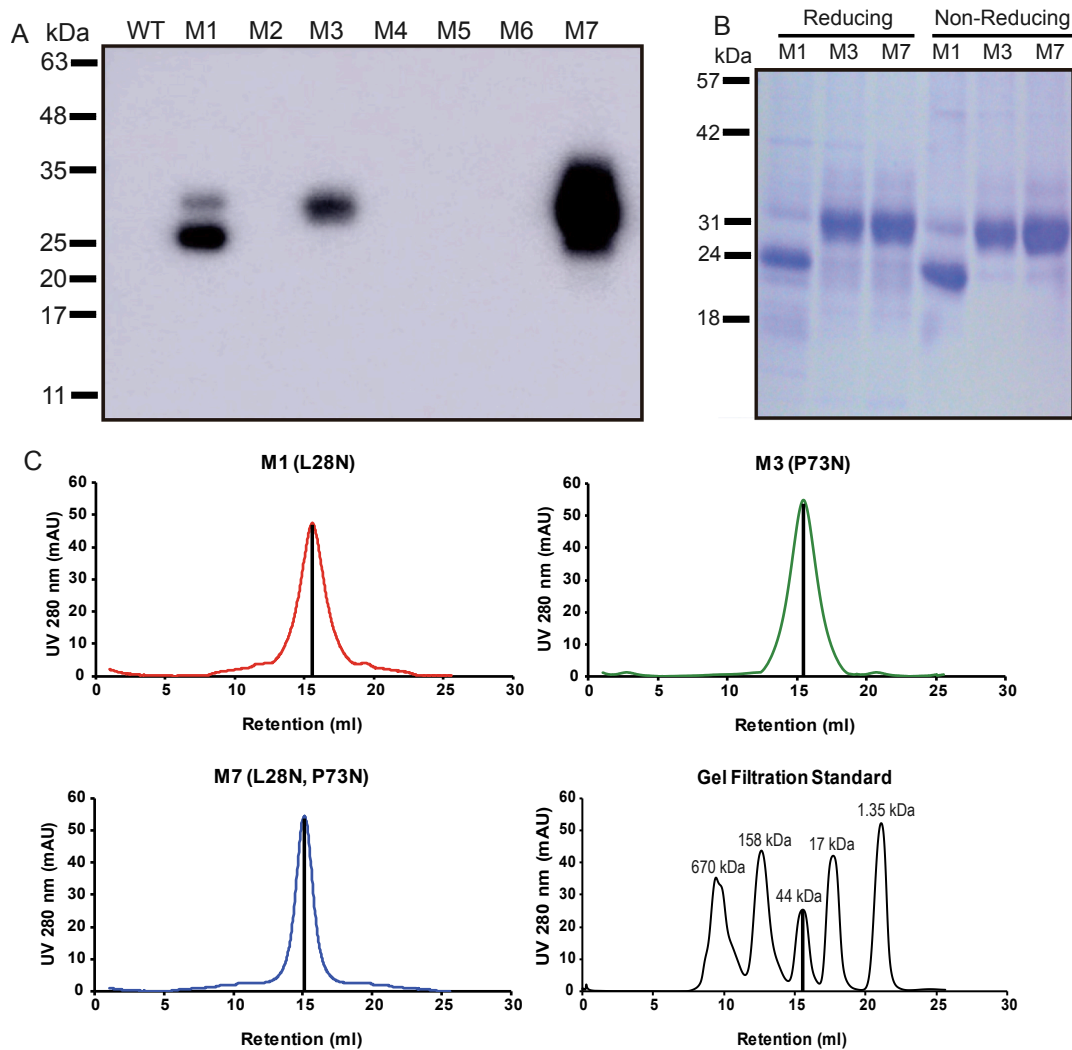 A
kDa WT M1 M2 M3 M4 M5 M6 M7
63
48
35
25
20
17
11
B
Reducing Non-Reducing
kDa M1 M3 M7 M1 M3 M7
57
42
31
24
18
C
M1 (L28N)
UV 280 nm (mAU)
60
50
40
30
20
10
0
0 5 10 15 20 25 30
Retention (ml)
M3 (P73N)
UV 280 nm (mAU)
60
50
40
30
20
10
0
0 5 10 15 20 25 30
Retention (ml)
M7 (L28N, P73N)
UV 280 nm (mAU)
60
50
40
30
20
10
0
0 5 10 15 20 25 30
Retention (ml)
Gel Filtration Standard
UV 280 nm (mAU)
60
50
40
30
20
10
0
670 kDa
158 kDa
44 kDa
17 kDa
1.35 kDa
0 5 10 15 20 25 30
Retention (ml)